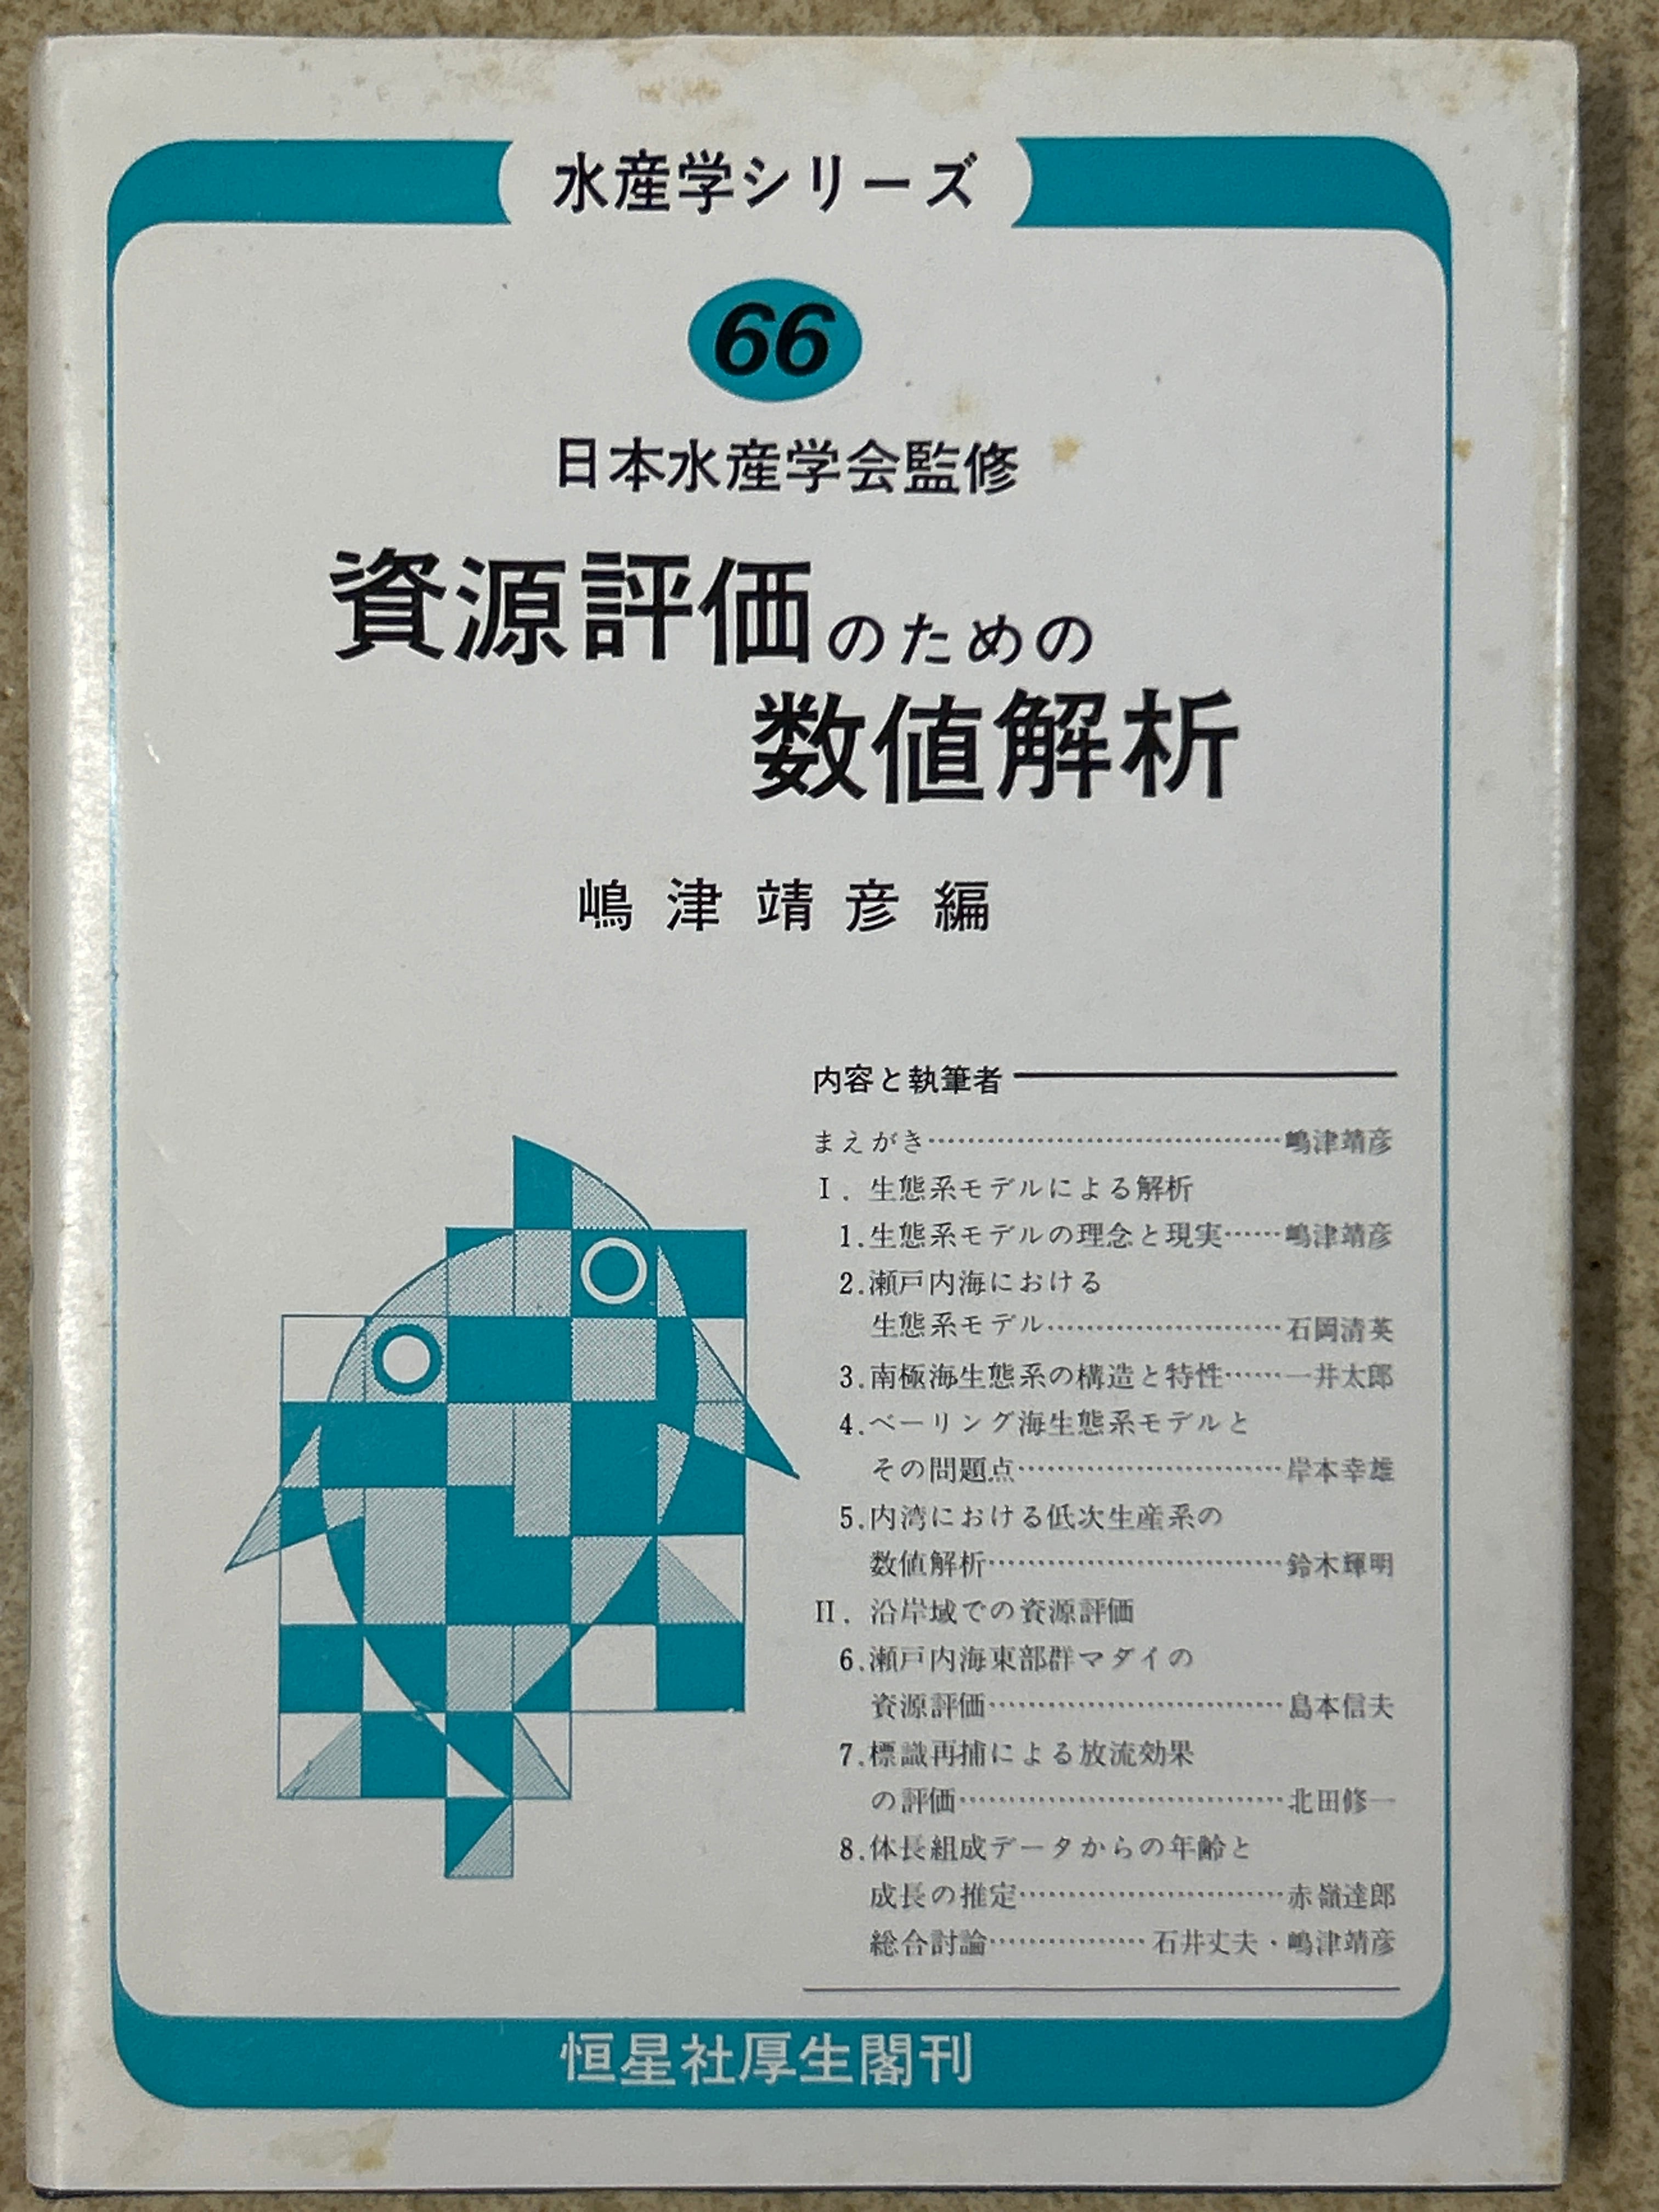 水産学シリーズ
66
日本水産学会監修
資源評価のための
数値解析
嶋津靖彦編
内容と執筆者
まえがき……………………………嶋津靖彦
I. 生態系モデルによる解析
1.生態系モデルの理念と現実……嶋津靖彦
2.瀬戸内海における
生態系モデル……………………石岡清英
3.南極海生態系の構造と特性……一井太郎
4.ベーリング海生態系モデルと
その問題点………………………岸本幸雄
5.内湾における低次生産系の
数値解析…………………………鈴木輝明
II. 沿岸域での資源評価
6.瀬戸内海東部群マダイの
資源評価…………………………島本信夫
7.標識再捕による放流効果
の評価……………………………北田修一
8.体長組成データからの年齢と
成長の推定………………………赤嶺達郎
総合討論……………石井丈夫・嶋津靖彦
恒星社厚生閣刊